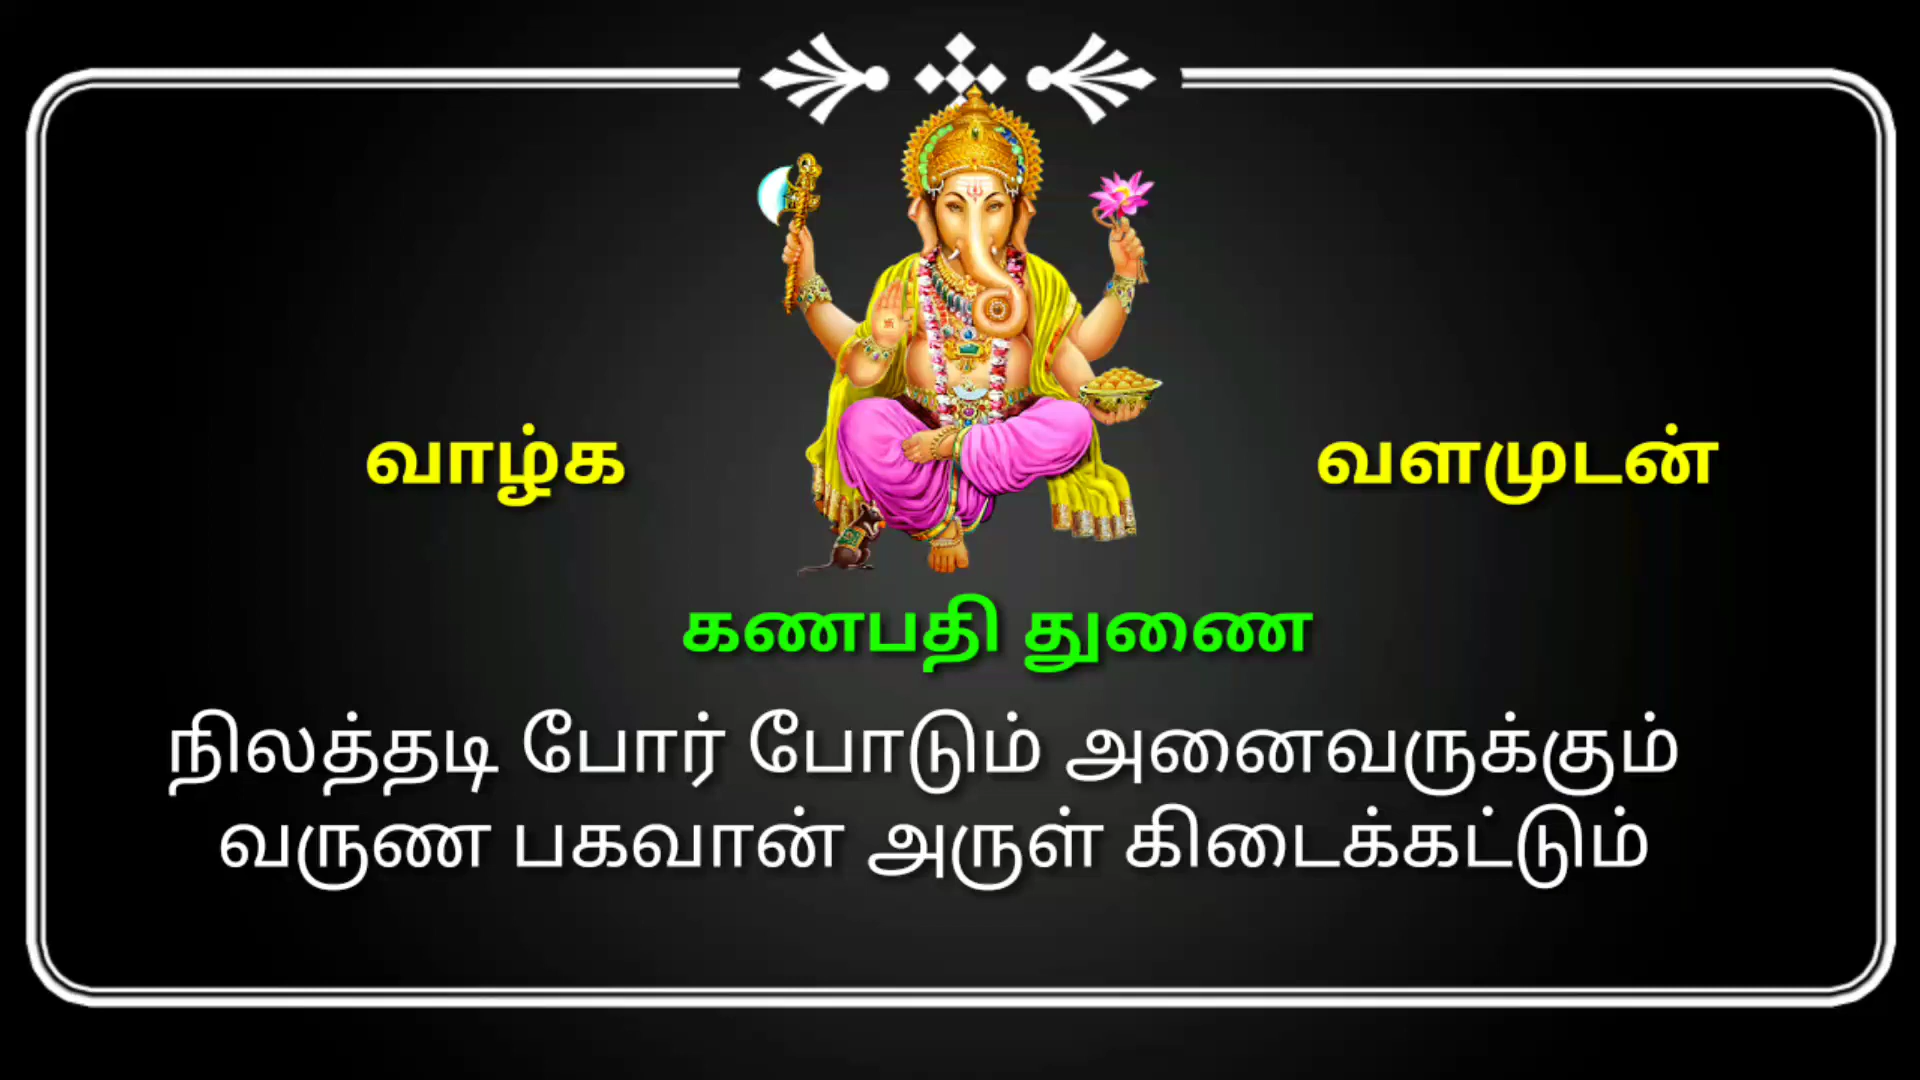 வாழ்க வளமுடன்
கணபதி துணை
நிலத்தடி போர் போடும் அனைவருக்கும்
வருண பகவான் அருள் கிடைக்கட்டும்